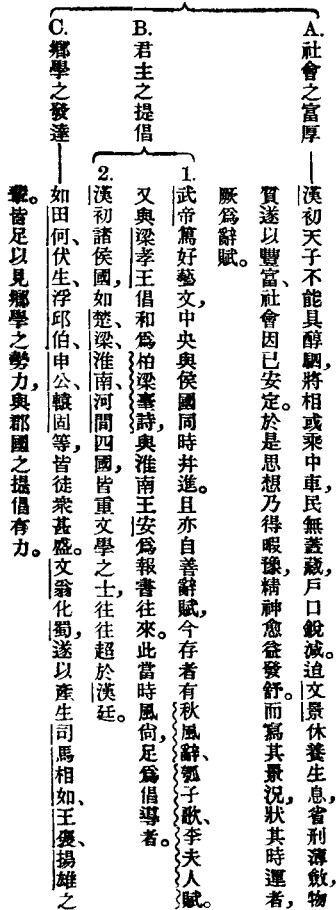 A.社會之富厚——漢初天子不能具醇駟,將相或乘中車,民無蓋藏,戶口銳減。迨文景休養生息,省刑薄斂,物
質遂以豐富、社會因已安定。於是思想乃得暇豫,精神愈益發舒。而寫其景況,狀其時運者,
厥爲辭賦。
B.君主之提倡
1.武帝篤好藝文,中央與侯國同時幷進。且亦自善辭賦,今存者有秋風辭、瓠子歌、李夫人賦。
又與梁孝王倡和爲柏梁臺詩,與淮南王安爲報書往來。此當時風尙,足爲倡導者。
2.漢初諸侯國,如楚、梁、淮南、河間四國,皆重文學之士,往往超於漢廷。
C.鄉學之發達——如田何、伏生、浮邱伯、申公、轅固等,皆徒衆甚盛。文翁化蜀,遂以產生司馬相如、王褒、揚雄之
輩。皆足以見鄉學之勢力,與郡國之提倡有力。